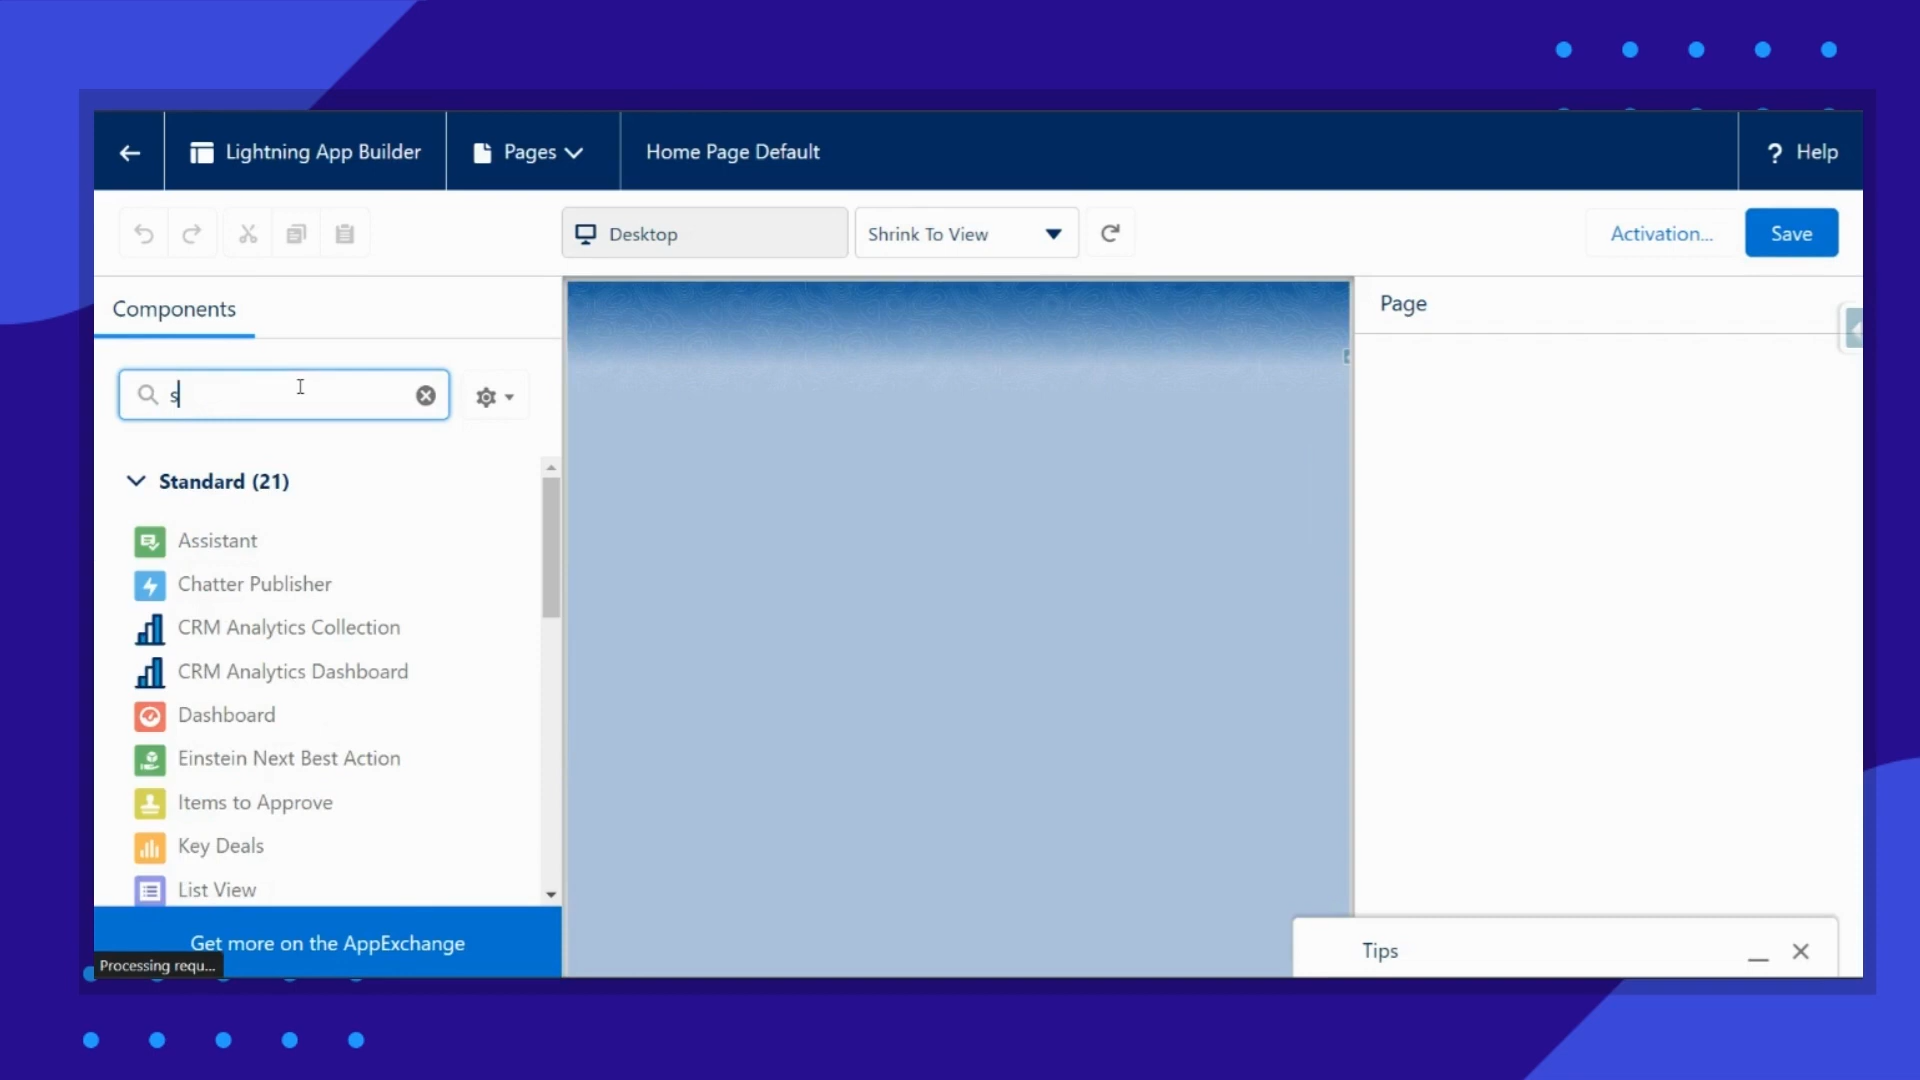 Lightning App Builder
Pages
Home Page Default
? Help
Desktop
Shrink To View
Activation...
Save
Components
Page
s
Standard (21)
Assistant
Chatter Publisher
CRM Analytics Collection
CRM Analytics Dashboard
Dashboard
Einstein Next Best Action
Items to Approve
Key Deals
List View
Get more on the AppExchange
Processing requ...
Tips